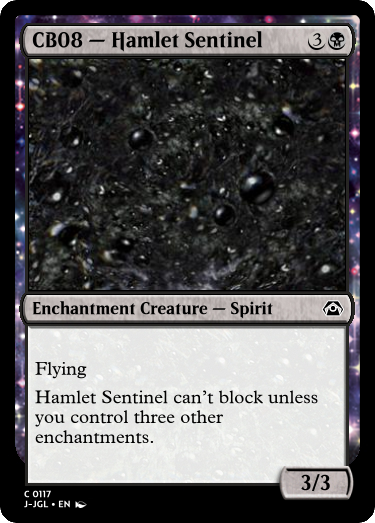 CB08 — Hamlet Sentinel 3
Enchantment Creature — Spirit
Flying
Hamlet Sentinel can't block unless
you control three other
enchantments.
3/3
C 0117
J-JGL • EN